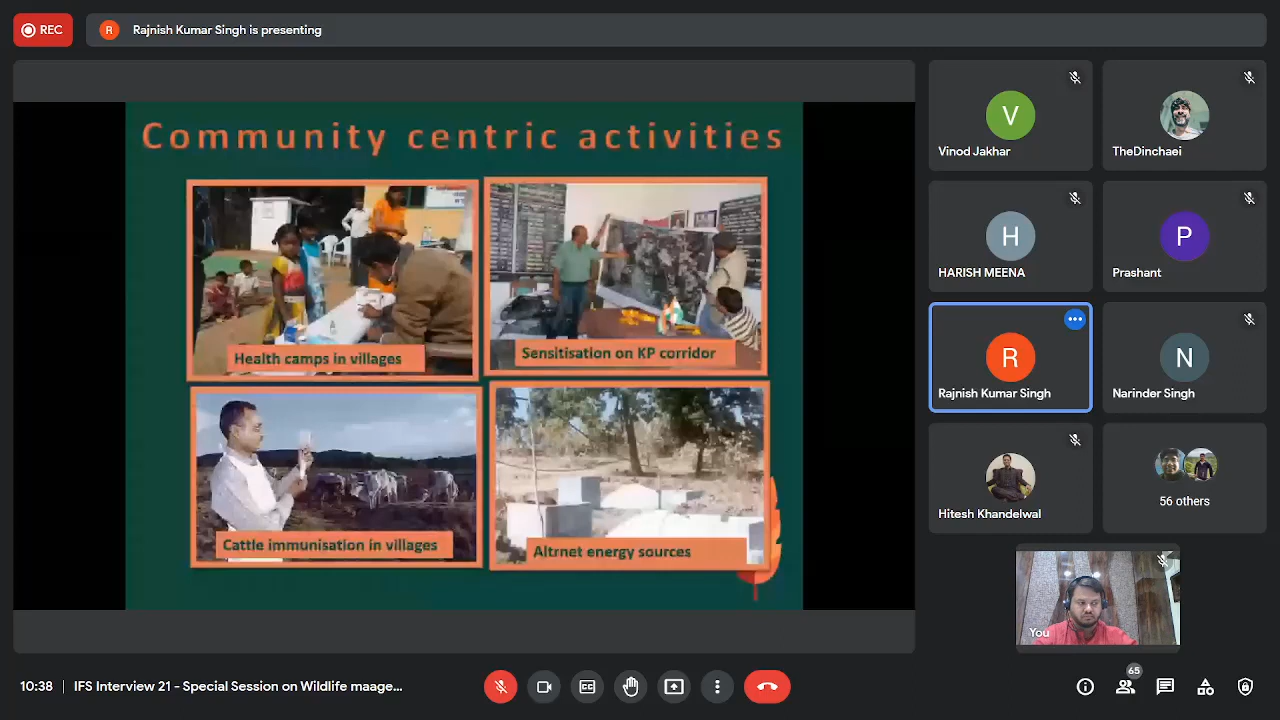 REC
R
Rajnish Kumar Singh is presenting
Community centric activities
Health camps in villages
Sensitisation on KP corridor
Cattle immunisation in villages
Altrnet energy sources
V
Vinod Jakhar
TheDinchaei
H
HARISH MEENA
P
Prashant
R
Rajnish Kumar Singh
N
Narinder Singh
Hitesh Khandelwal
56 others
You
10:38
IFS Interview 21 - Special Session on Wildlife maage...
65